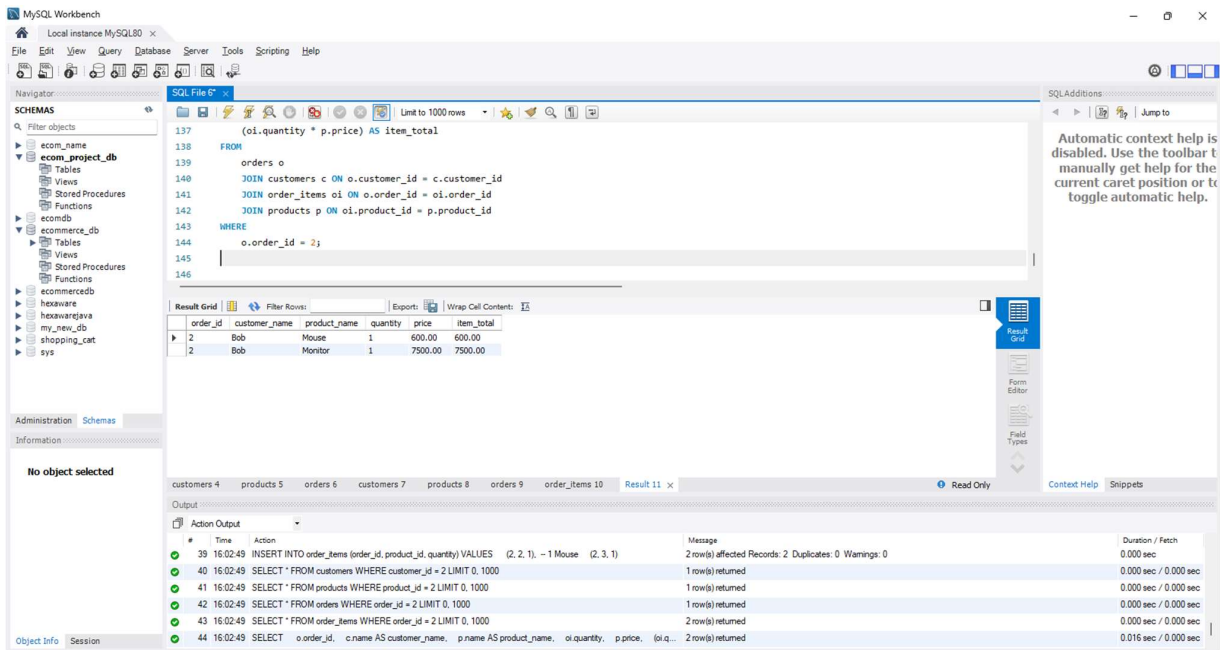 MySQL Workbench
Local instance MySQL80 ×
File Edit View Query Database Server Tools Scripting Help
Navigator
SCHEMAS
Filter objects
ecom_name
ecom_project_db
Tables
Views
Stored Procedures
Functions
ecomdb
ecommerce_db
Tables
Views
Stored Procedures
Functions
ecommercedb
hexaware
hexawarejava
my_new_db
shopping_cat
sys
Administration Schemas
Information
No object selected
Object Info Session
SQL File 6* ×
Limit to 1000 rows
137 (oi.quantity * p.price) AS item_total
138 FROM
139 orders o
140 JOIN customers c ON o.customer_id = c.customer_id
141 JOIN order_items oi ON o.order_id = oi.order_id
142 JOIN products p ON oi.product_id = p.product_id
143 WHERE
144 o.order_id = 2;
145
146
Result Grid Filter Rows: Export: Wrap Cell Content:
order_id customer_name product_name quantity price item_total
2 Bob Mouse 1 600.00 600.00
2 Bob Monitor 1 7500.00 7500.00
Result
Grid
Form
Editor
Field
Types
customers 4 products 5 orders 6 customers 7 products 8 orders 9 order_items 10 Result 11 × Read Only
Output
Action Output
# Time Action Message Duration / Fetch
39 16:02:49 INSERT INTO order_items (order_id, product_id, quantity) VALUES (2, 2, 1), -- 1 Mouse (2, 3, 1) 2 row(s) affected Records: 2 Duplicates: 0 Warnings: 0 0.000 sec
40 16:02:49 SELECT * FROM customers WHERE customer_id = 2 LIMIT 0, 1000 1 row(s) returned 0.000 sec / 0.000 sec
41 16:02:49 SELECT * FROM products WHERE product_id = 2 LIMIT 0, 1000 1 row(s) returned 0.000 sec / 0.000 sec
42 16:02:49 SELECT * FROM orders WHERE order_id = 2 LIMIT 0, 1000 1 row(s) returned 0.000 sec / 0.000 sec
43 16:02:49 SELECT * FROM order_items WHERE order_id = 2 LIMIT 0, 1000 2 row(s) returned 0.000 sec / 0.000 sec
44 16:02:49 SELECT o.order_id, c.name AS customer_name, p.name AS product_name, oi.quantity, p.price, (oi.q... 2 row(s) returned 0.016 sec / 0.000 sec
SQLAdditions
Jump to
Automatic context help is
disabled. Use the toolbar t
manually get help for the
current caret position or to
toggle automatic help.
Context Help Snippets